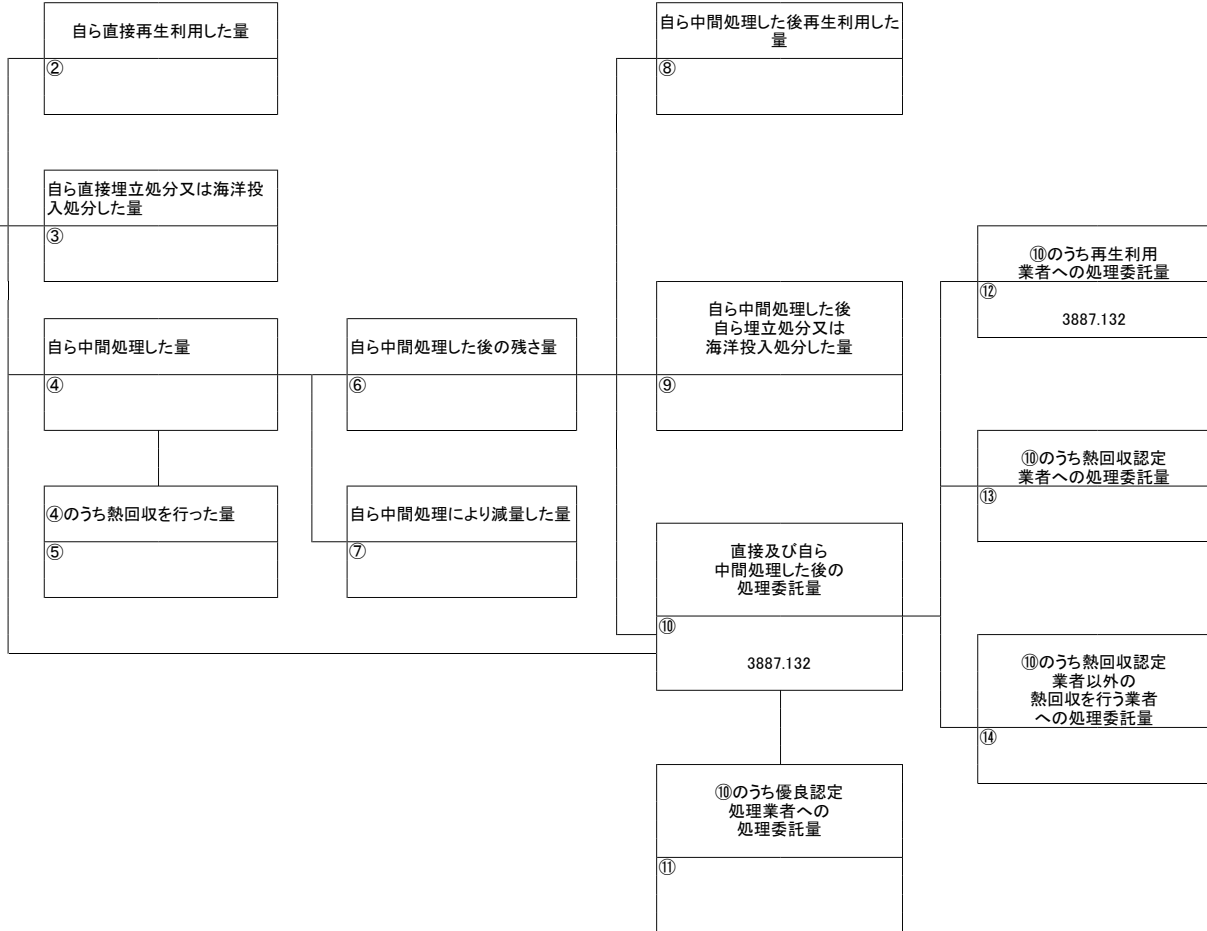 自ら直接再生利用した量
②
自ら直接埋立処分又は海洋投
入処分した量
③
自ら中間処理した量
④
④のうち熱回収を行った量
⑤
自ら中間処理した後の残さ量
⑥
自ら中間処理により減量した量
⑦
自ら中間処理した後再生利用した
量
⑧
自ら中間処理した後
自ら埋立処分又は
海洋投入処分した量
⑨
直接及び自ら
中間処理した後の
処理委託量
⑩
3887.132
⑩のうち優良認定
処理業者への
処理委託量
⑪
⑩のうち再生利用
業者への処理委託量
⑫
3887.132
⑩のうち熱回収認定
業者への処理委託量
⑬
⑩のうち熱回収認定
業者以外の
熱回収を行う業者
への処理委託量
⑭